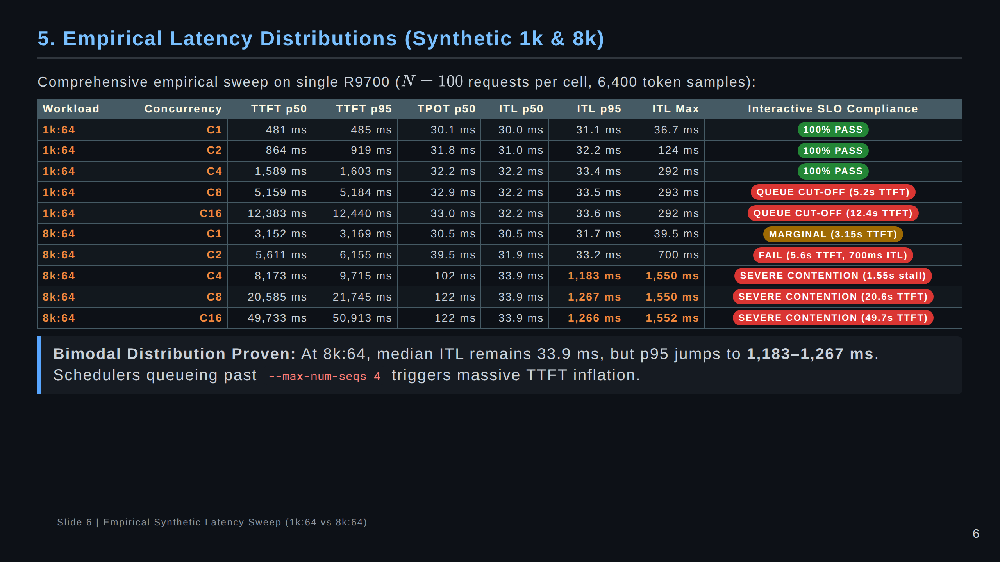 5. Empirical Latency Distributions (Synthetic 1k & 8k)
Comprehensive empirical sweep on single R9700 (N = 100 requests per cell, 6,400 token samples):
Workload Concurrency TTFT p50 TTFT p95 TPOT p50 ITL p50 ITL p95 ITL Max Interactive SLO Compliance
1k:64 C1 481 ms 485 ms 30.1 ms 30.0 ms 31.1 ms 36.7 ms 100% PASS
1k:64 C2 864 ms 919 ms 31.8 ms 31.0 ms 32.2 ms 124 ms 100% PASS
1k:64 C4 1,589 ms 1,603 ms 32.2 ms 32.2 ms 33.4 ms 292 ms 100% PASS
1k:64 C8 5,159 ms 5,184 ms 32.9 ms 32.2 ms 33.5 ms 293 ms QUEUE CUT-OFF (5.2s TTFT)
1k:64 C16 12,383 ms 12,440 ms 33.0 ms 32.2 ms 33.6 ms 292 ms QUEUE CUT-OFF (12.4s TTFT)
8k:64 C1 3,152 ms 3,169 ms 30.5 ms 30.5 ms 31.7 ms 39.5 ms MARGINAL (3.15s TTFT)
8k:64 C2 5,611 ms 6,155 ms 39.5 ms 31.9 ms 33.2 ms 700 ms FAIL (5.6s TTFT, 700ms ITL)
8k:64 C4 8,173 ms 9,715 ms 102 ms 33.9 ms 1,183 ms 1,550 ms SEVERE CONTENTION (1.55s stall)
8k:64 C8 20,585 ms 21,745 ms 122 ms 33.9 ms 1,267 ms 1,550 ms SEVERE CONTENTION (20.6s TTFT)
8k:64 C16 49,733 ms 50,913 ms 122 ms 33.9 ms 1,266 ms 1,552 ms SEVERE CONTENTION (49.7s TTFT)
Bimodal Distribution Proven: At 8k:64, median ITL remains 33.9 ms, but p95 jumps to 1,183–1,267 ms.
Schedulers queueing past --max-num-seqs 4 triggers massive TTFT inflation.
Slide 6 | Empirical Synthetic Latency Sweep (1k:64 vs 8k:64)
6